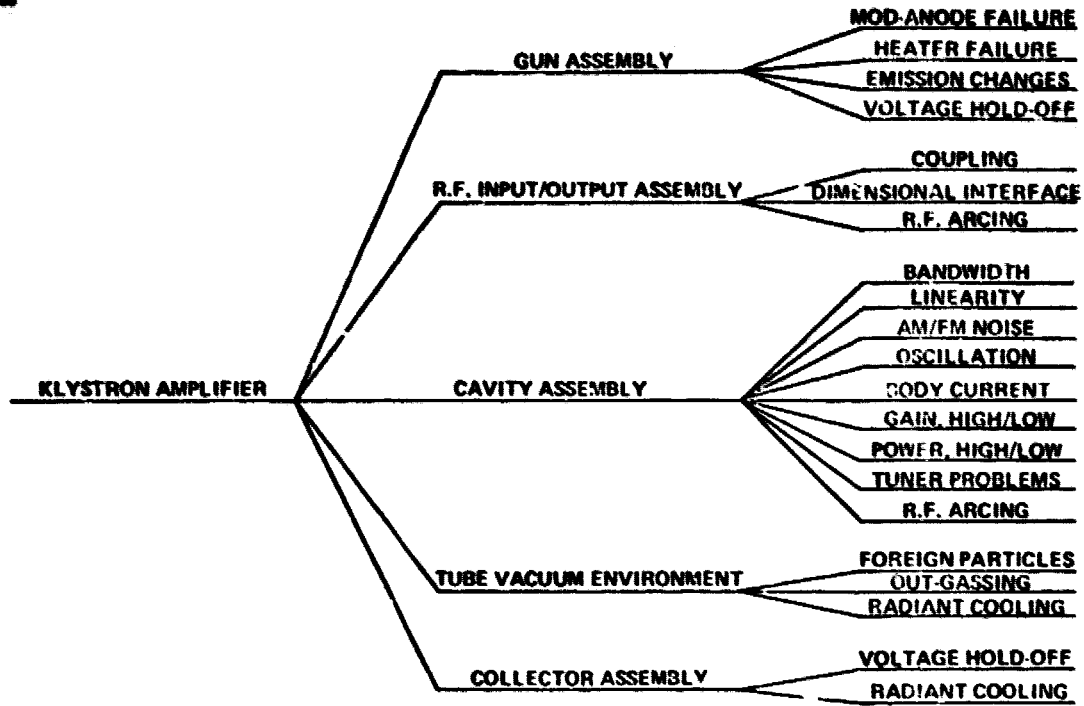 KLYSTRON AMPLIFIER
GUN ASSEMBLY
MOD-ANODE FAILURE
HEATER FAILURE
EMISSION CHANGES
VOLTAGE HOLD-OFF
R.F. INPUT/OUTPUT ASSEMBLY
COUPLING
DIMENSIONAL INTERFACE
R.F. ARCING
CAVITY ASSEMBLY
BANDWIDTH
LINEARITY
AM/FM NOISE
OSCILLATION
BODY CURRENT
GAIN, HIGH/LOW
POWER, HIGH/LOW
TUNER PROBLEMS
R.F. ARCING
TUBE VACUUM ENVIRONMENT
FOREIGN PARTICLES
OUT-GASSING
RADIANT COOLING
COLLECTOR ASSEMBLY
VOLTAGE HOLD-OFF
RADIANT COOLING